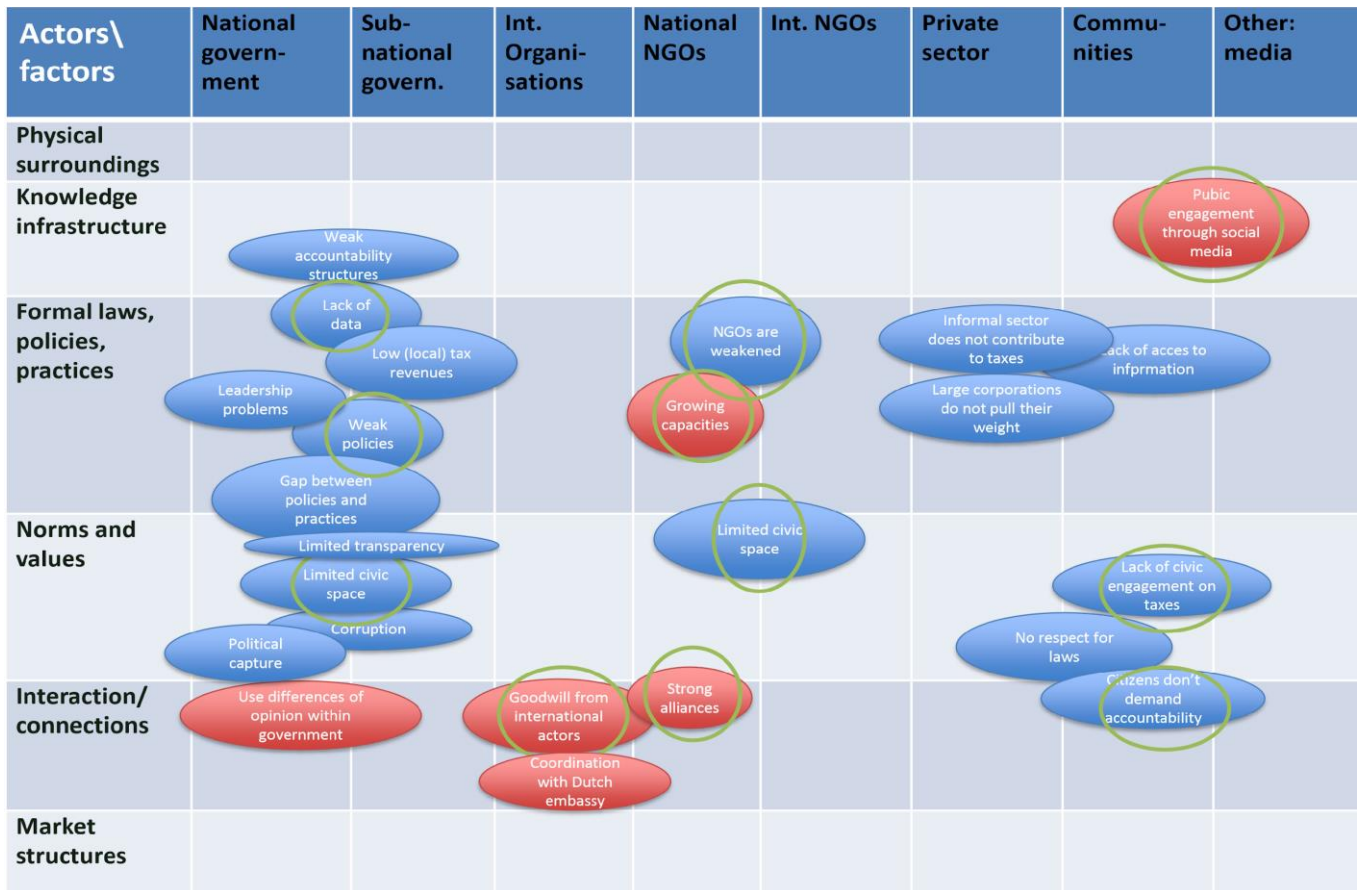 Actors\
factors
National
govern-
ment
Sub-
national
govern.
Int.
Organi-
sations
National
NGOs
Int. NGOs
Private
sector
Commu-
nities
Other:
media
Physical
surroundings
Knowledge
infrastructure
Pubic
engagement
through social
media
Weak
accountability
structures
Formal laws,
policies,
practices
Lack of
data
Low (local) tax
revenues
Leadership
problems
Weak
policies
Gap between
policies and
practices
NGOs are
weakened
Growing
capacities
Informal sector
does not contribute
to taxes
Lack of acces to
infprmation
Large corporations
do not pull their
weight
Norms and
values
Limited transparency
Limited civic
space
Corruption
Political
capture
Limited civic
space
Lack of civic
engagement on
taxes
No respect for
laws
Interaction/
connections
Use differences of
opinion within
government
Goodwill from
international
actors
Strong
alliances
Citizens don't
demand
accountability
Coordination
with Dutch
embassy
Market
structures